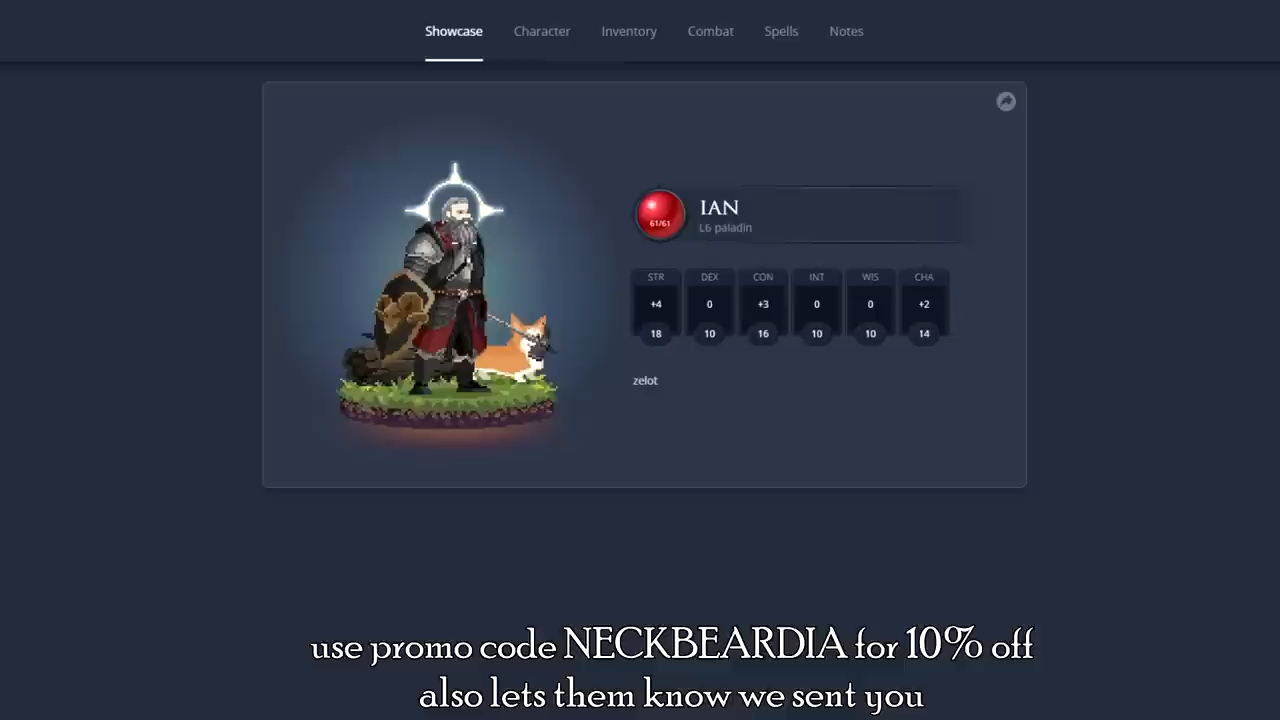 Showcase Character Inventory Combat Spells Notes
IAN
61/61
L6 paladin
STR DEX CON INT WIS CHA
+4 0 +3 0 0 +2
18 10 16 10 10 14
zelot
use promo code NECKBEARDIA for 10% off
also lets them know we sent you